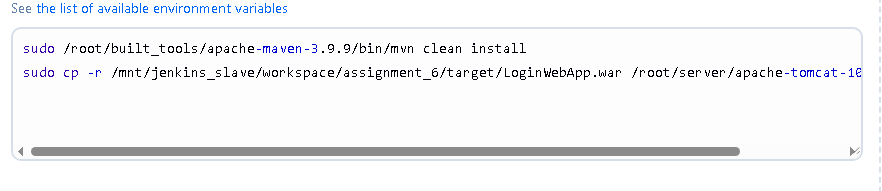 See the list of available environment variables
sudo /root/built_tools/apache-maven-3.9.9/bin/mvn clean install
sudo cp -r /mnt/jenkins_slave/workspace/assignment_6/target/LoginWebApp.war /root/server/apache-tomcat-10